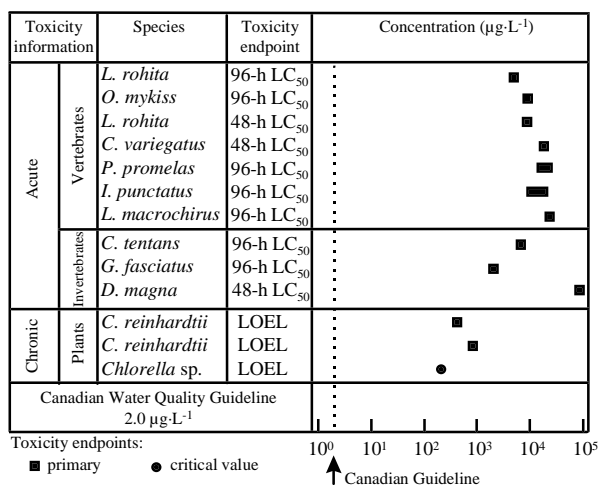 Toxicity information Species Toxicity endpoint Concentration (µg·L-1)
Acute
Vertebrates
L. rohita 96-h LC50
O. mykiss 96-h LC50
L. rohita 48-h LC50
C. variegatus 48-h LC50
P. promelas 96-h LC50
I. punctatus 96-h LC50
L. macrochirus 96-h LC50
Invertebrates
C. tentans 96-h LC50
G. fasciatus 96-h LC50
D. magna 48-h LC50
Chronic
Plants
C. reinhardtii LOEL
C. reinhardtii LOEL
Chlorella sp. LOEL
Canadian Water Quality Guideline
2.0 µg·L-1
100 101 102 103 104 105
Toxicity endpoints:
primary critical value
Canadian Guideline